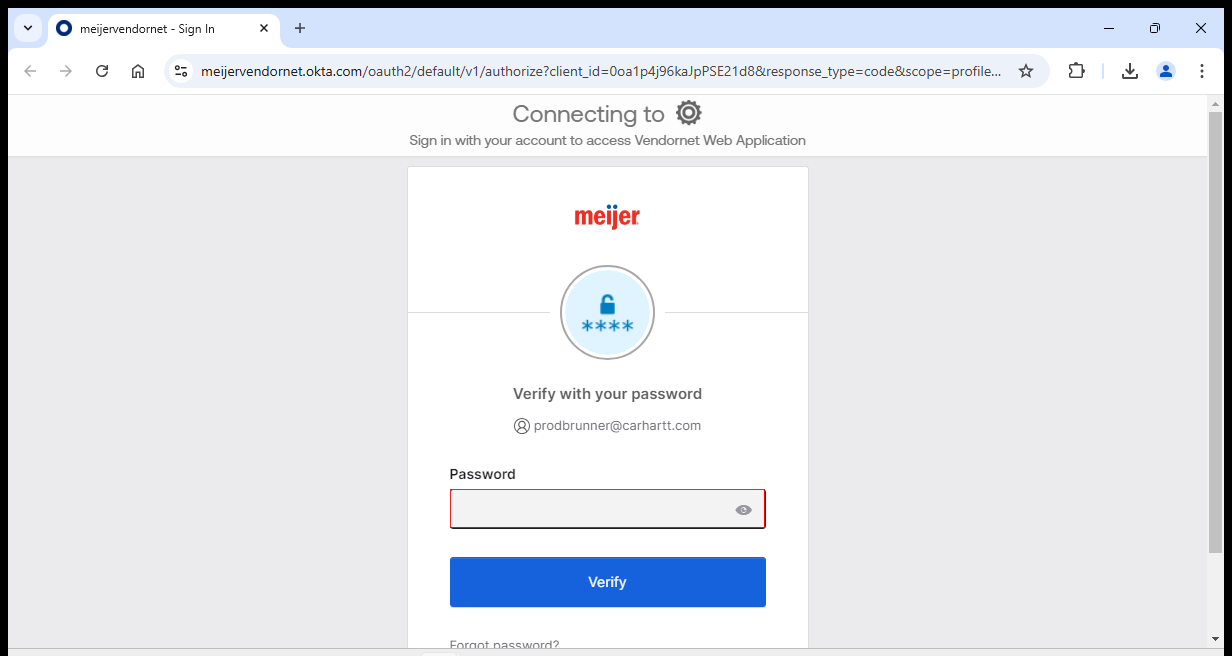 meijervendornet - Sign In
meijervendornet.okta.com/oauth2/default/v1/authorize?client_id=0oa1p4j96kaJpPSE21d8&response_type=code&scope=profile...
Connecting to
Sign in with your account to access Vendornet Web Application
meijer
****
Verify with your password
prodbrunner@carhartt.com
Password
Verify
Forgot password?